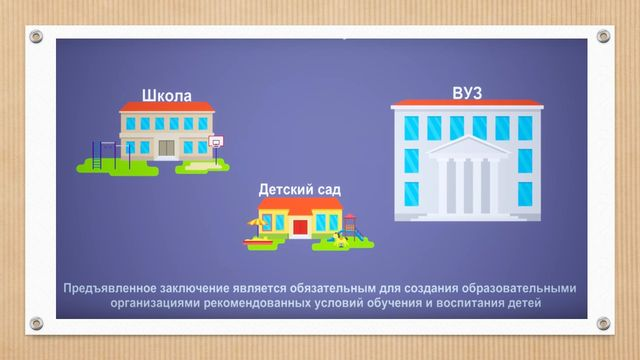 Школа
ВУЗ
Детский сад
Предъявленное заключение является обязательным для создания образовательными
организациями рекомендованных условий обучения и воспитания детей